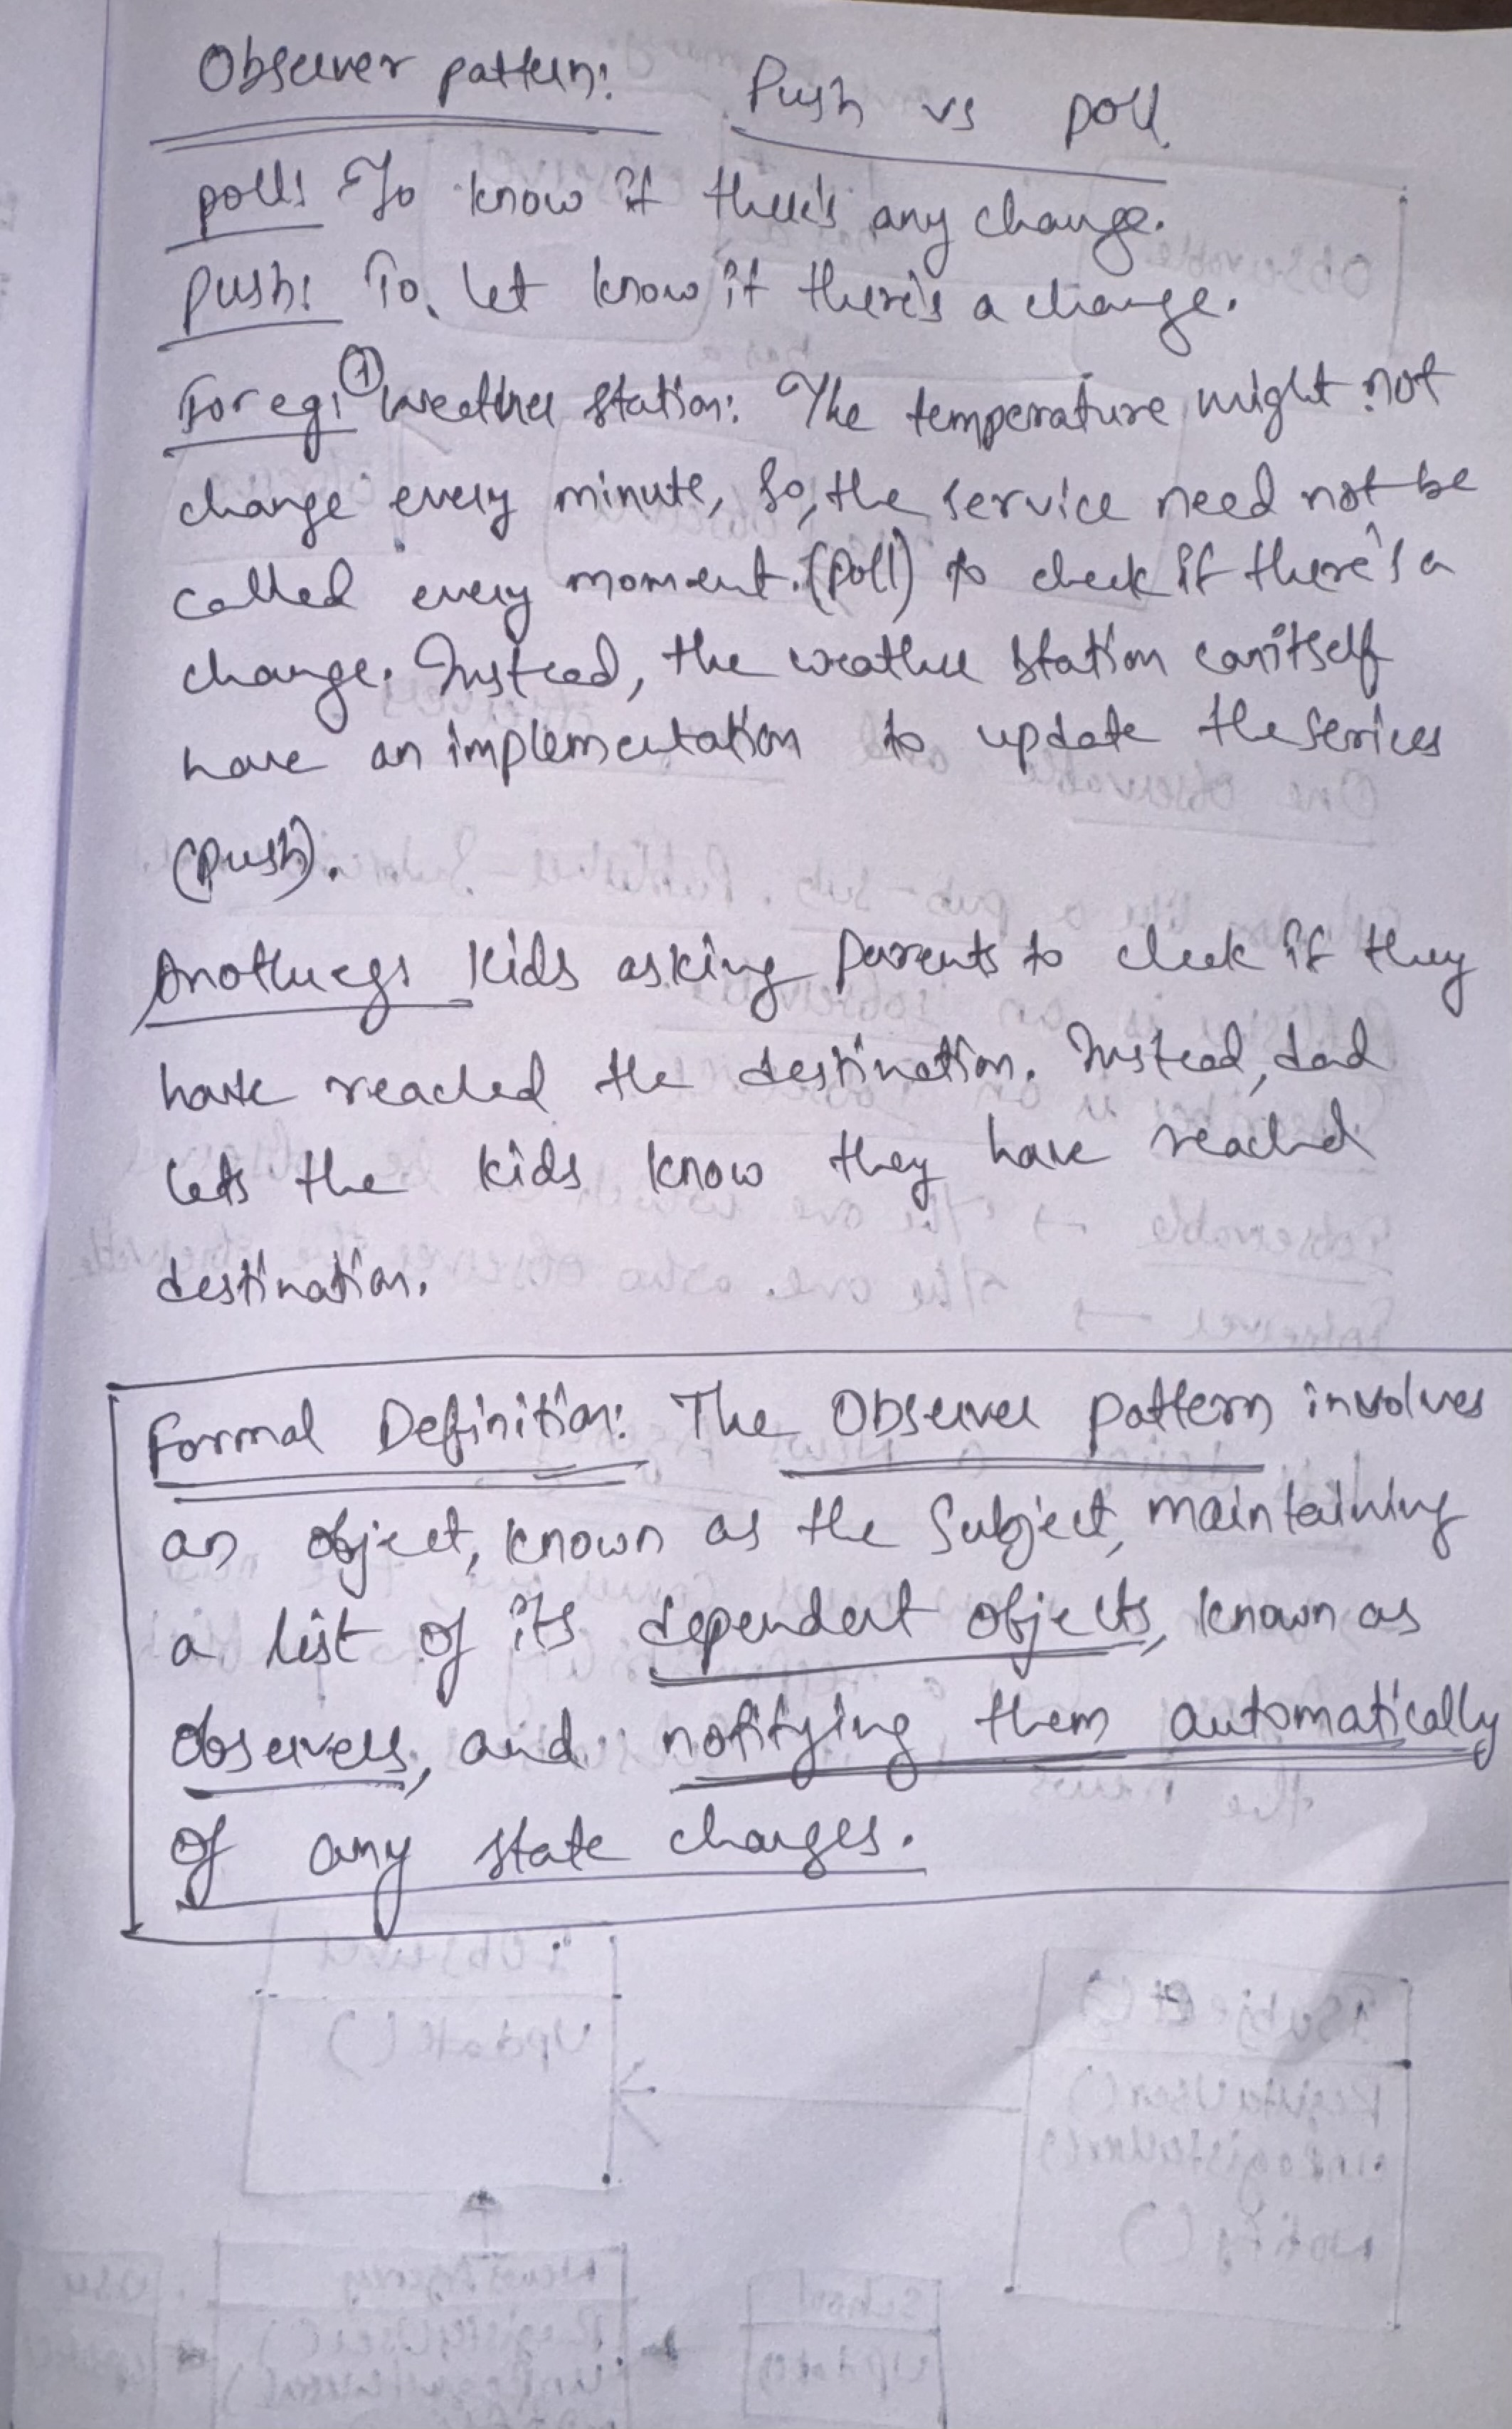 Observer pattern: Push vs poll
poll: To know if there's any change.
push: To let know if there's a change.
For eg: ① weather station: The temperature might not
change every minute, So, the service need not be
called every moment. (poll) to check if there's a
change. Instead, the weather station can itself
have an implementation to update the services
(push).
Another eg: kids asking parents to check if they
have reached the destination. Instead, dad
lets the kids know they have reached
destination.
Formal Definition: The Observer pattern involves
an object, known as the Subject, maintaining
a list of its dependent objects, known as
observers, and notifying them automatically
of any state changes.